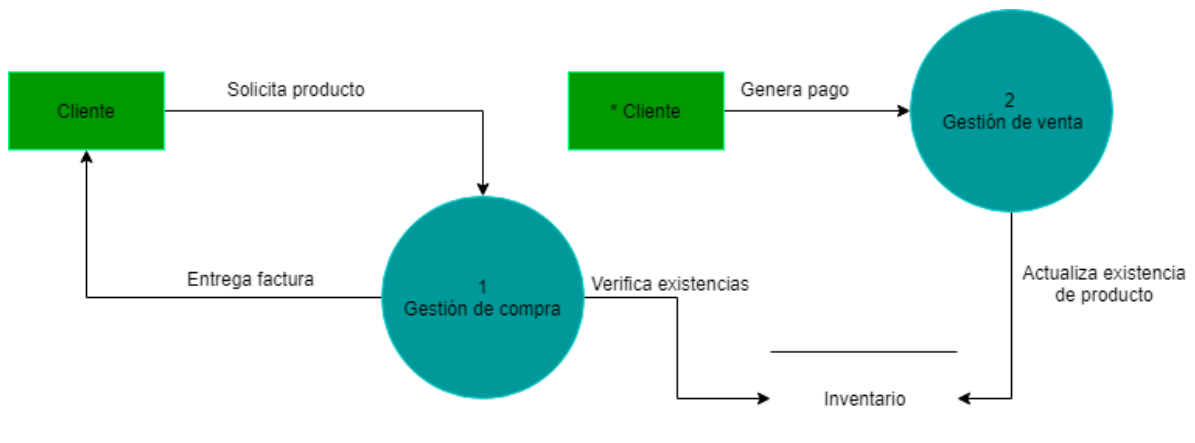 Cliente
Solicita producto
* Cliente
Genera pago
2
Gestión de venta
Entrega factura
1
Gestión de compra
Verifica existencias
Actualiza existencia
de producto
Inventario